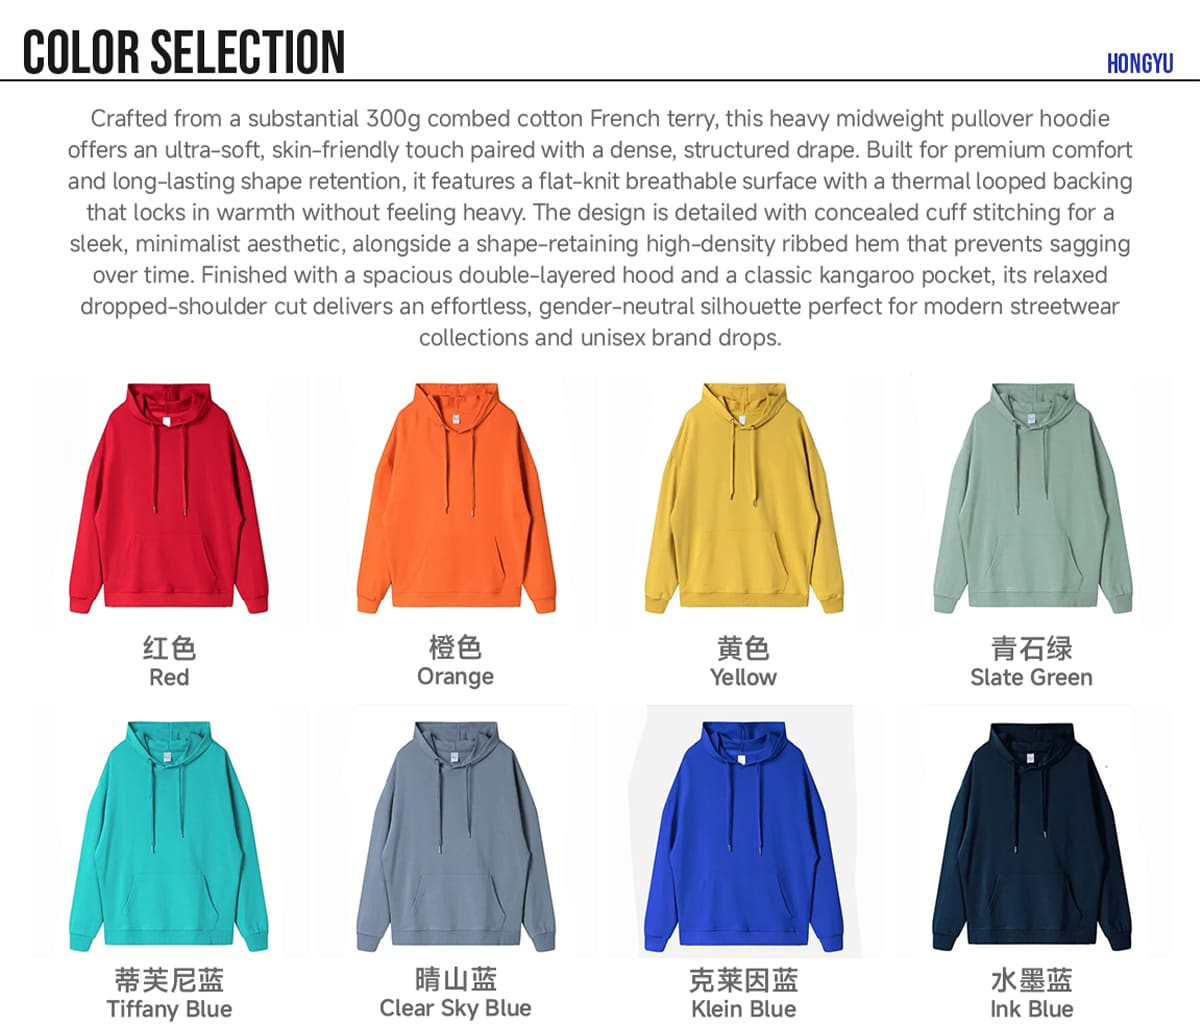 COLOR SELECTION
HONGYU
Crafted from a substantial 300g combed cotton French terry, this heavy midweight pullover hoodie
offers an ultra-soft, skin-friendly touch paired with a dense, structured drape. Built for premium comfort
and long-lasting shape retention, it features a flat-knit breathable surface with a thermal looped backing
that locks in warmth without feeling heavy. The design is detailed with concealed cuff stitching for a
sleek, minimalist aesthetic, alongside a shape-retaining high-density ribbed hem that prevents sagging
over time. Finished with a spacious double-layered hood and a classic kangaroo pocket, its relaxed
dropped-shoulder cut delivers an effortless, gender-neutral silhouette perfect for modern streetwear
collections and unisex brand drops.
红色
Red
橙色
Orange
黄色
Yellow
青石绿
Slate Green
蒂芙尼蓝
Tiffany Blue
晴山蓝
Clear Sky Blue
克莱因蓝
Klein Blue
水墨蓝
Ink Blue